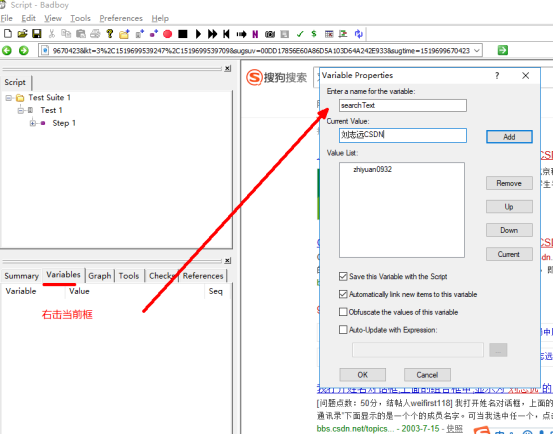 Script - Badboy
File Edit View Tools Preferences Help
9670423&kt=3%2C1519699539247%2C1519699539709&sugsuv=00DD17856E60A86D5A103D64A242E933&sugtime=1519699670423
Script
Test Suite 1
Test 1
Step 1
Summary Variables Graph Tools Checks References
Variable Value Seq
右击当前框
搜狗搜索
Variable Properties
Enter a name for the variable:
searchText
Current Value:
刘志远CSDN
Add
Value List:
zhiyuan0932
Remove
Up
Down
Current
Save this Variable with the Script
Automatically link new items to this variable
Obfuscate the values of this variable
Auto-Update with Expression:
...
OK Cancel
[问题点数：50分，结帖人weifirst118] 我打开姓名对话框，上面的
通讯录"下面显示的是一个个的成员名字。可当我选中任一个，点
bbs.csdn.net/topics... - 2003-7-15 - 快照